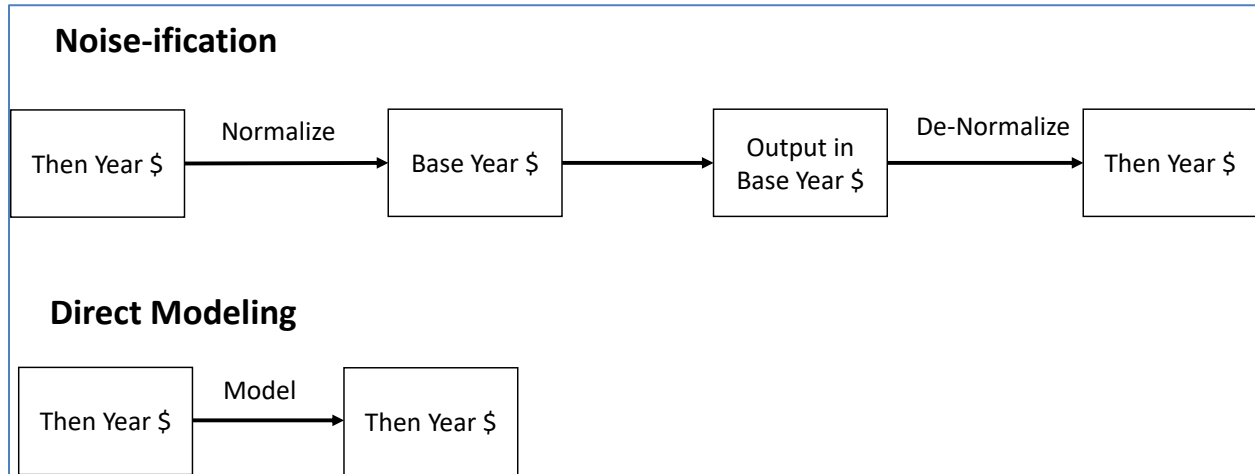 Noise-ification
Normalize
De-Normalize
Then Year $
Base Year $
Output in
Base Year $
Then Year $
Direct Modeling
Model
Then Year $
Then Year $